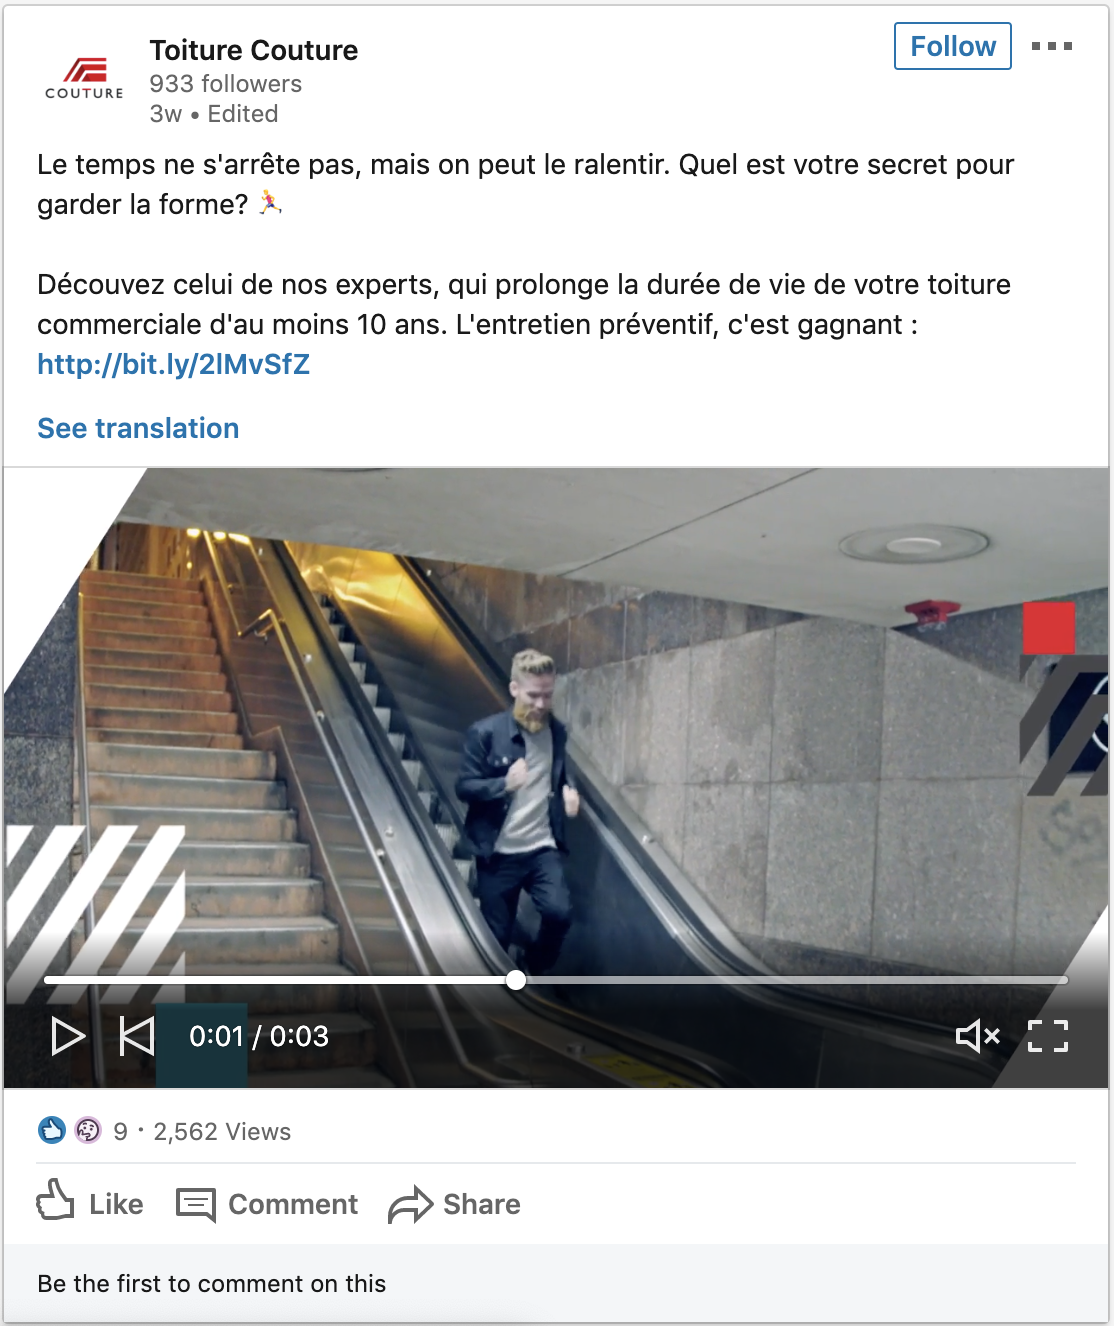 Toiture Couture
933 followers
3w • Edited
Follow
COUTURE
Le temps ne s'arrête pas, mais on peut le ralentir. Quel est votre secret pour
garder la forme? 🏃
Découvez celui de nos experts, qui prolonge la durée de vie de votre toiture
commerciale d'au moins 10 ans. L'entretien préventif, c'est gagnant :
http://bit.ly/2lMvSfZ
See translation
0:01 / 0:03
9 · 2,562 Views
Like
Comment
Share
Be the first to comment on this